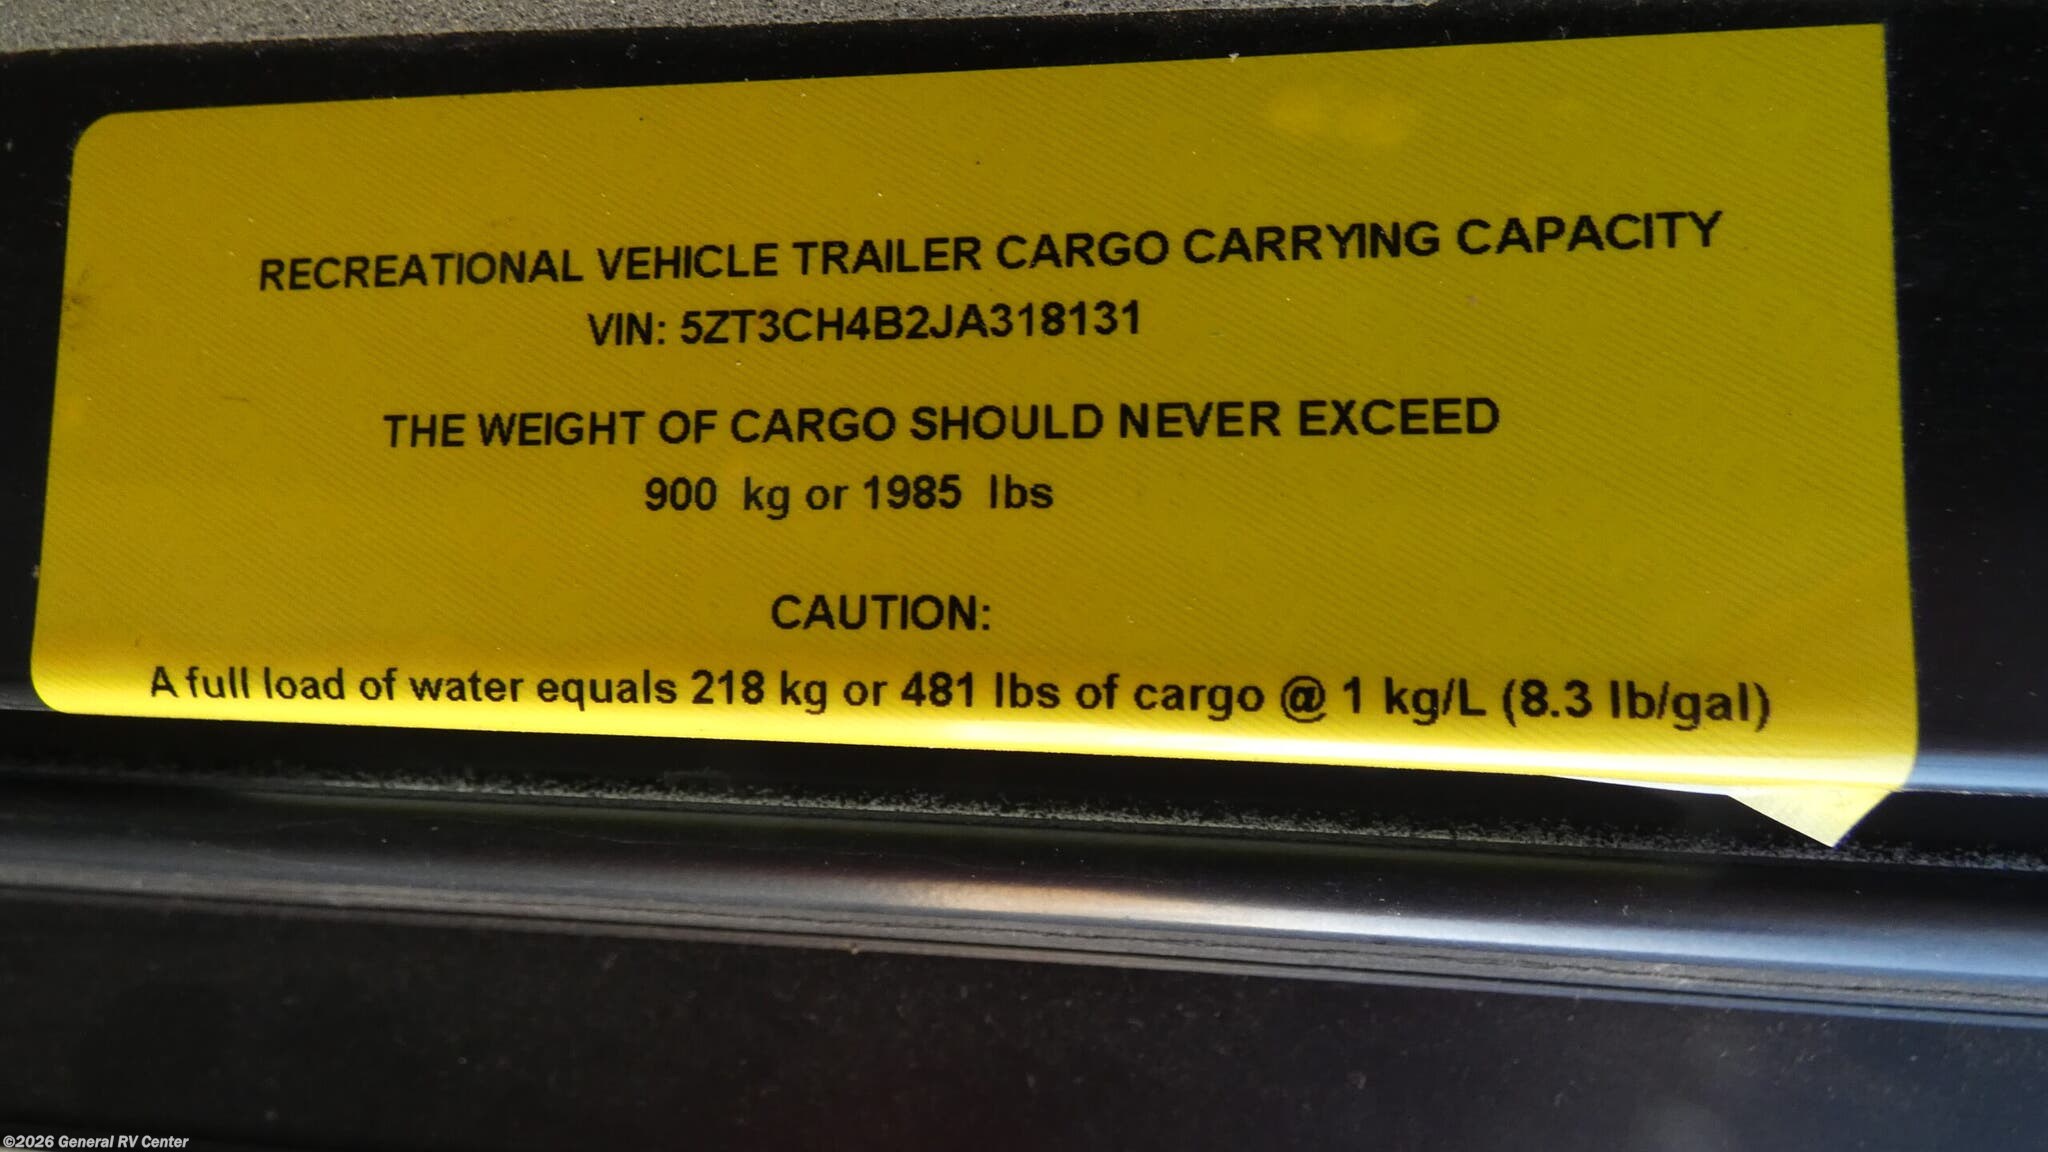 RECREATIONAL VEHICLE TRAILER CARGO CARRYING CAPACITY
VIN: 5ZT3CH4B2JA318131
THE WEIGHT OF CARGO SHOULD NEVER EXCEED
900 kg or 1985 lbs
CAUTION:
A full load of water equals 218 kg or 481 lbs of cargo @ 1 kg/L (8.3 lb/gal)
©2026 General RV Center